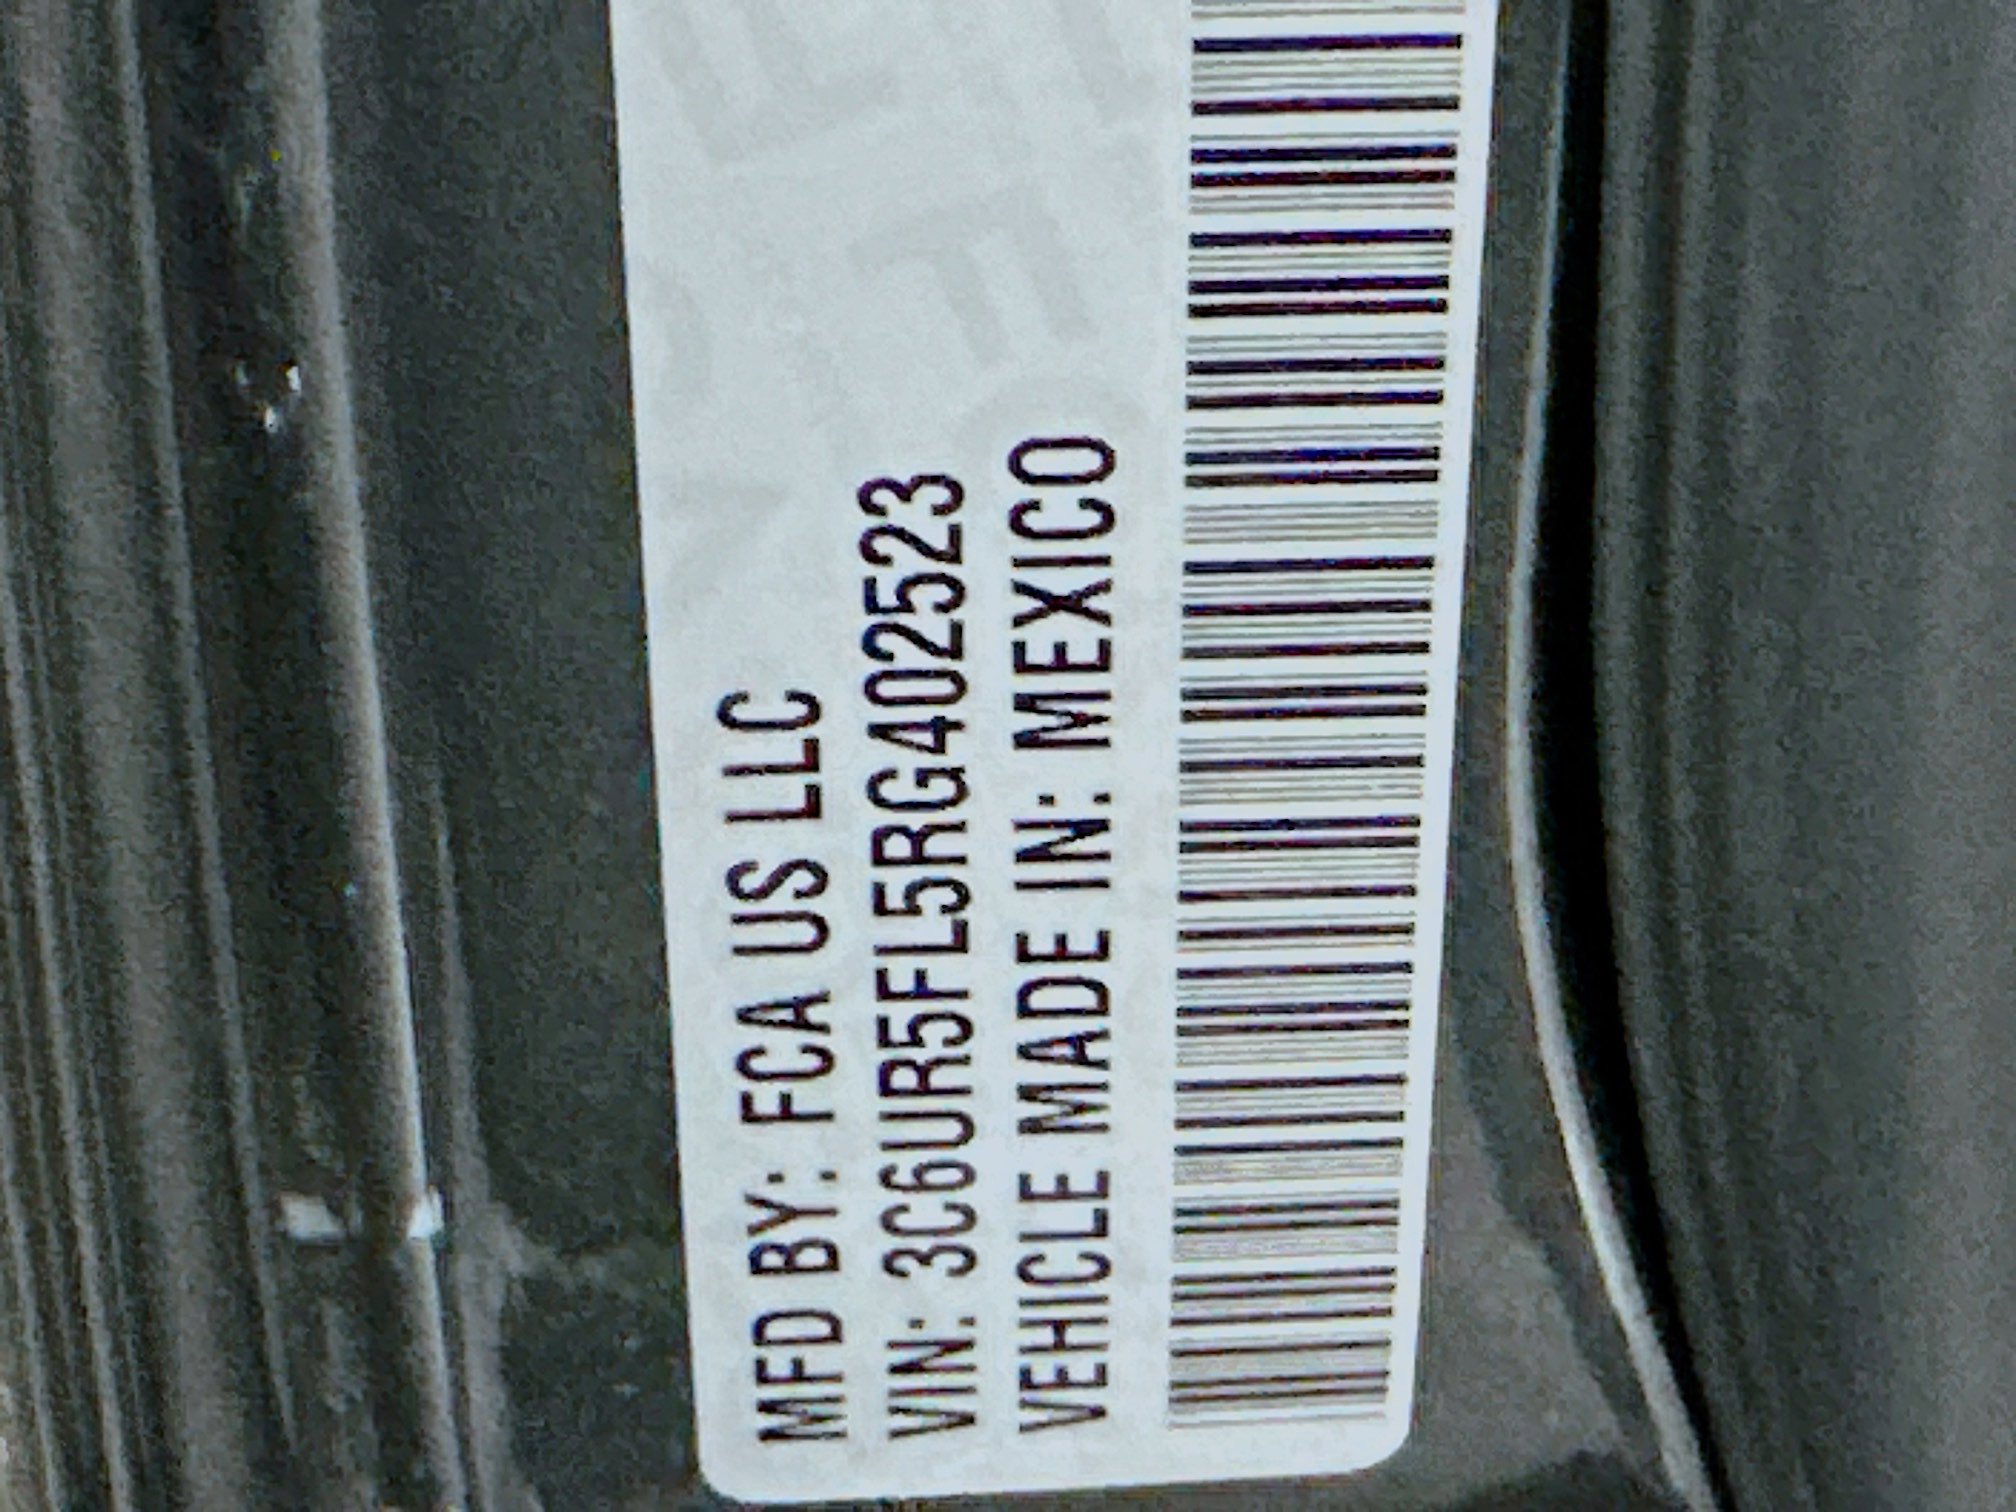 MFD BY: FCA US LLC
VIN: 3C6UR5FL5RG402523
VEHICLE MADE IN: MEXICO